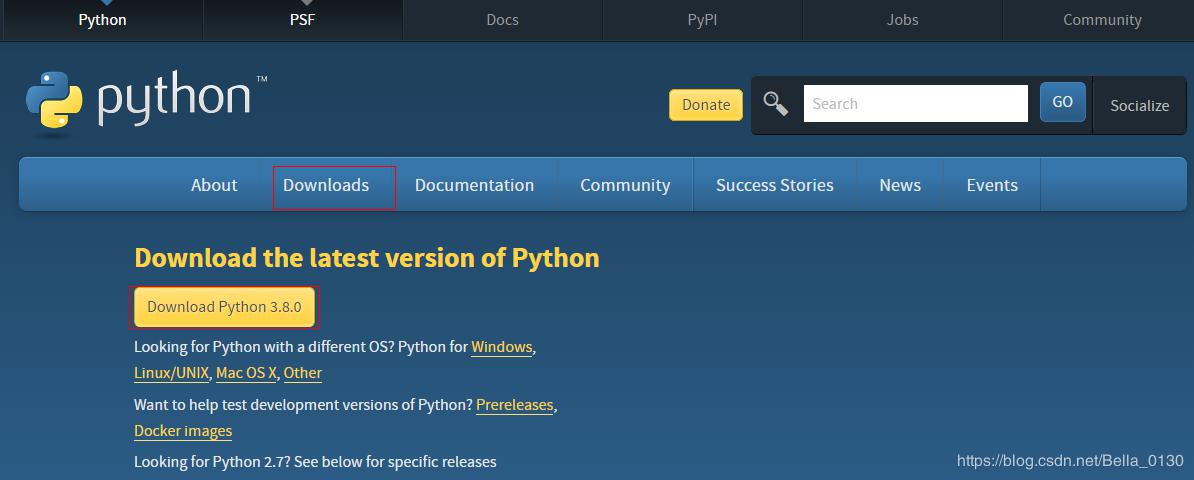 Python PSF Docs PyPI Jobs Community
python™
Donate Search GO Socialize
About Downloads Documentation Community Success Stories News Events
Download the latest version of Python
Download Python 3.8.0
Looking for Python with a different OS? Python for Windows,
Linux/UNIX, Mac OS X, Other
Want to help test development versions of Python? Prereleases,
Docker images
Looking for Python 2.7? See below for specific releases
https://blog.csdn.net/Bella_0130